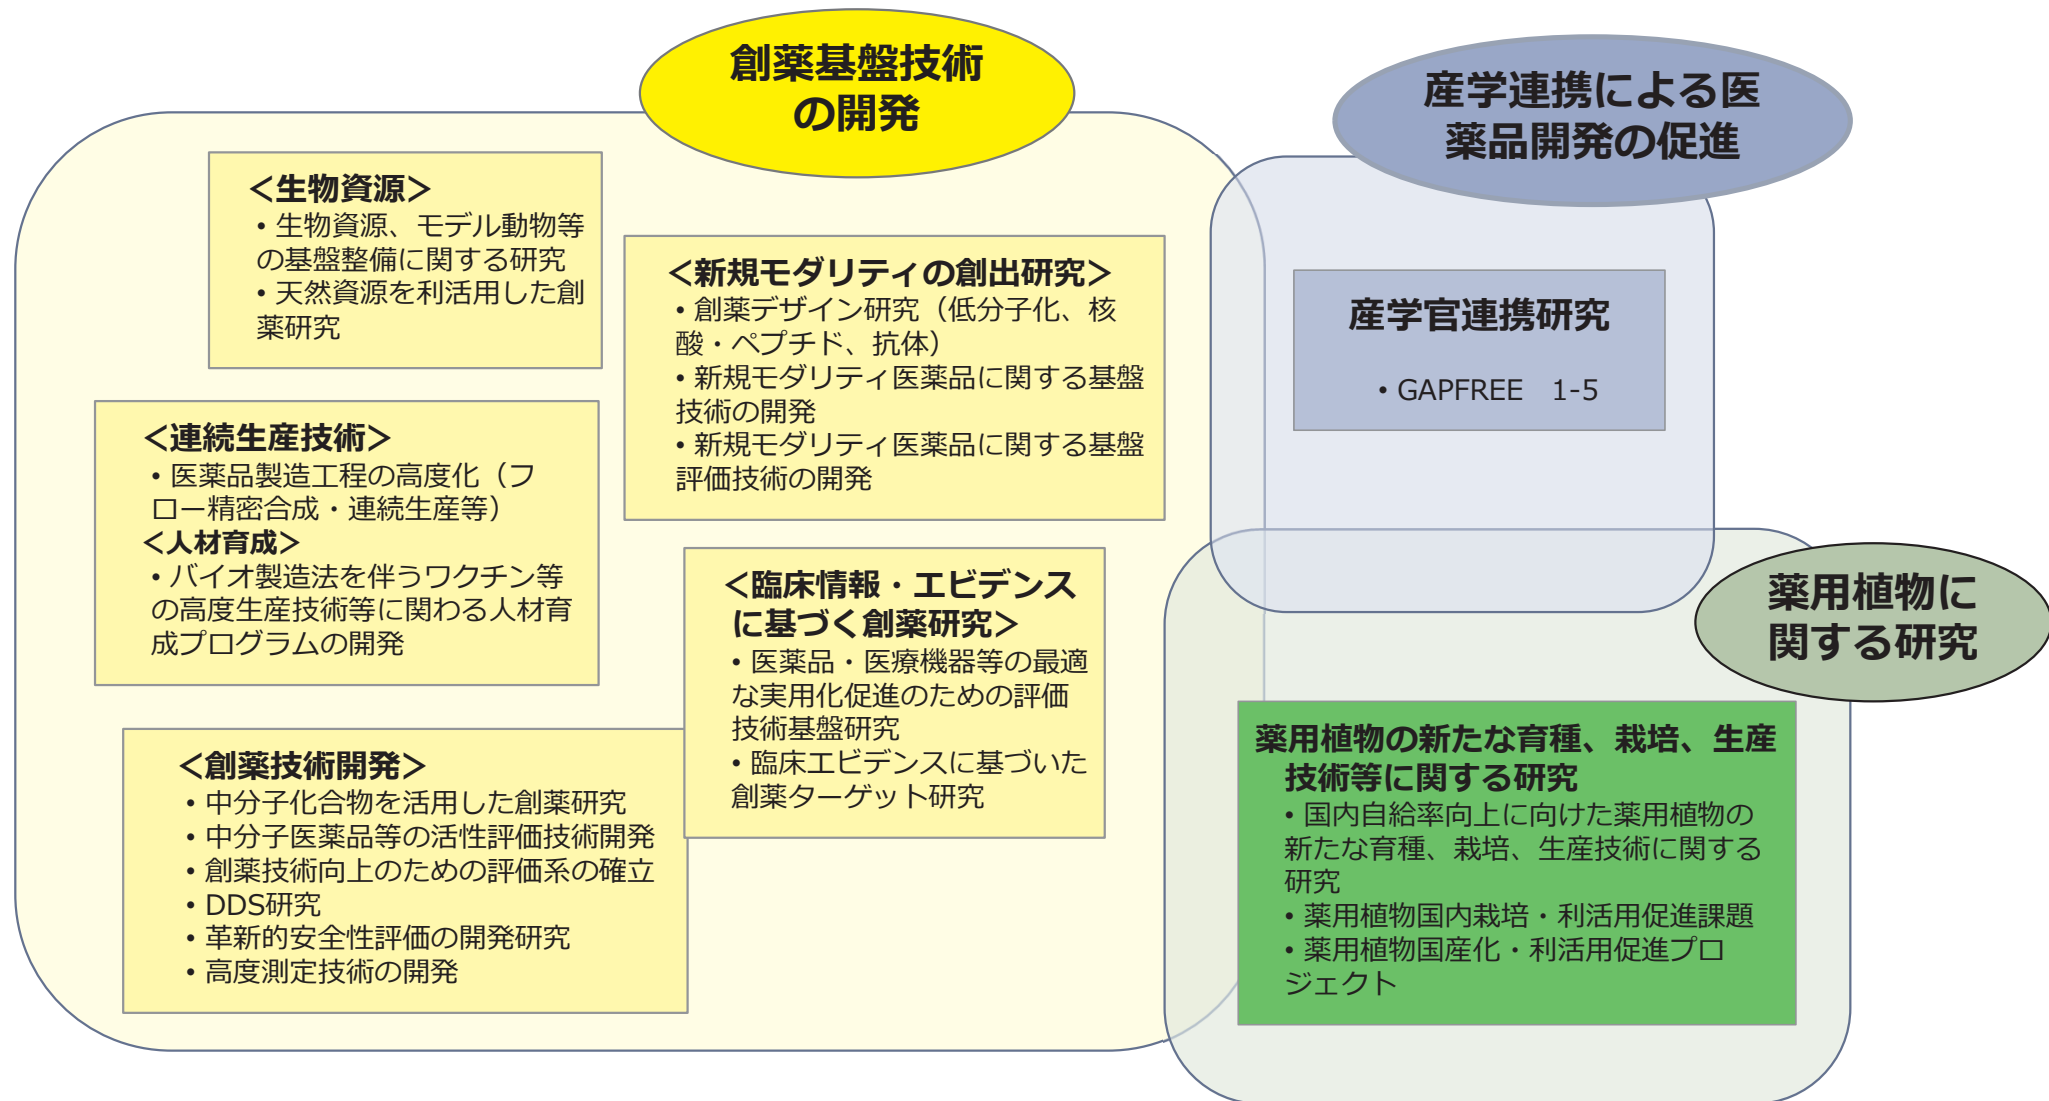 創薬基盤技術
の開発
<生物資源>
• 生物資源、モデル動物等
の基盤整備に関する研究
• 天然資源を利活用した創
薬研究
<新規モダリティの創出研究>
• 創薬デザイン研究（低分子化、核
酸・ペプチド、抗体）
• 新規モダリティ医薬品に関する基盤
技術の開発
• 新規モダリティ医薬品に関する基盤
評価技術の開発
<連続生産技術>
• 医薬品製造工程の高度化（フ
ロー精密合成・連続生産等）
<人材育成>
• バイオ製造法を伴うワクチン等
の高度生産技術等に関わる人材育
成プログラムの開発
<臨床情報・エビデンス
に基づく創薬研究>
• 医薬品・医療機器等の最適
な実用化促進のための評価
技術基盤研究
• 臨床エビデンスに基づいた
創薬ターゲット研究
<創薬技術開発>
• 中分子化合物を活用した創薬研究
• 中分子医薬品等の活性評価技術開発
• 創薬技術向上のための評価系の確立
• DDS研究
• 革新的安全性評価の開発研究
• 高度測定技術の開発
産学連携による医
薬品開発の促進
産学官連携研究
• GAPFREE　1-5
薬用植物に
関する研究
薬用植物の新たな育種、栽培、生産
技術等に関する研究
• 国内自給率向上に向けた薬用植物の
新たな育種、栽培、生産技術に関する
研究
• 薬用植物国内栽培・利活用促進課題
• 薬用植物国産化・利活用促進プロ
ジェクト